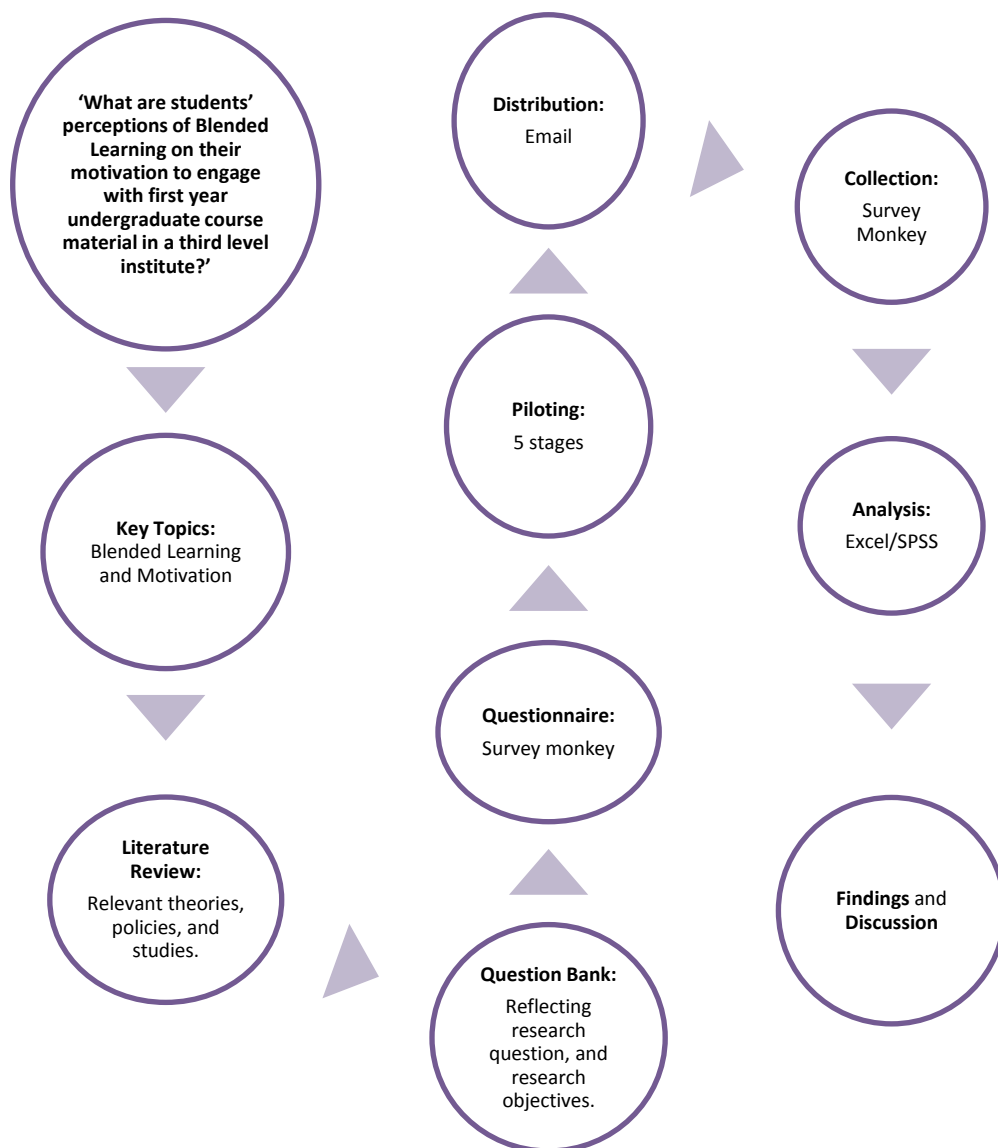 ‘What are students’
perceptions of Blended
Learning on their
motivation to engage
with first year
undergraduate course
material in a third level
institute?’
Key Topics:
Blended Learning
and Motivation
Literature
Review:
Relevant theories,
policies, and
studies.
Question Bank:
Reflecting
research
question, and
research
objectives.
Questionnaire:
Survey monkey
Piloting:
5 stages
Distribution:
Email
Collection:
Survey
Monkey
Analysis:
Excel/SPSS
Findings and
Discussion